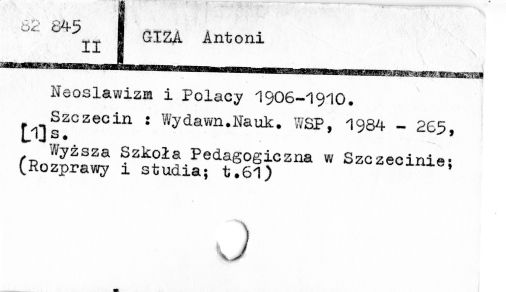 82 845
II
GIZA Antoni
Neoslawizm i Polacy 1906-1910.
Szczecin : Wydawn.Nauk. WSP, 1984 - 265,
[1]s.
Wyższa Szkoła Pedagogiczna w Szczecinie;
(Rozprawy i studia; t.61)